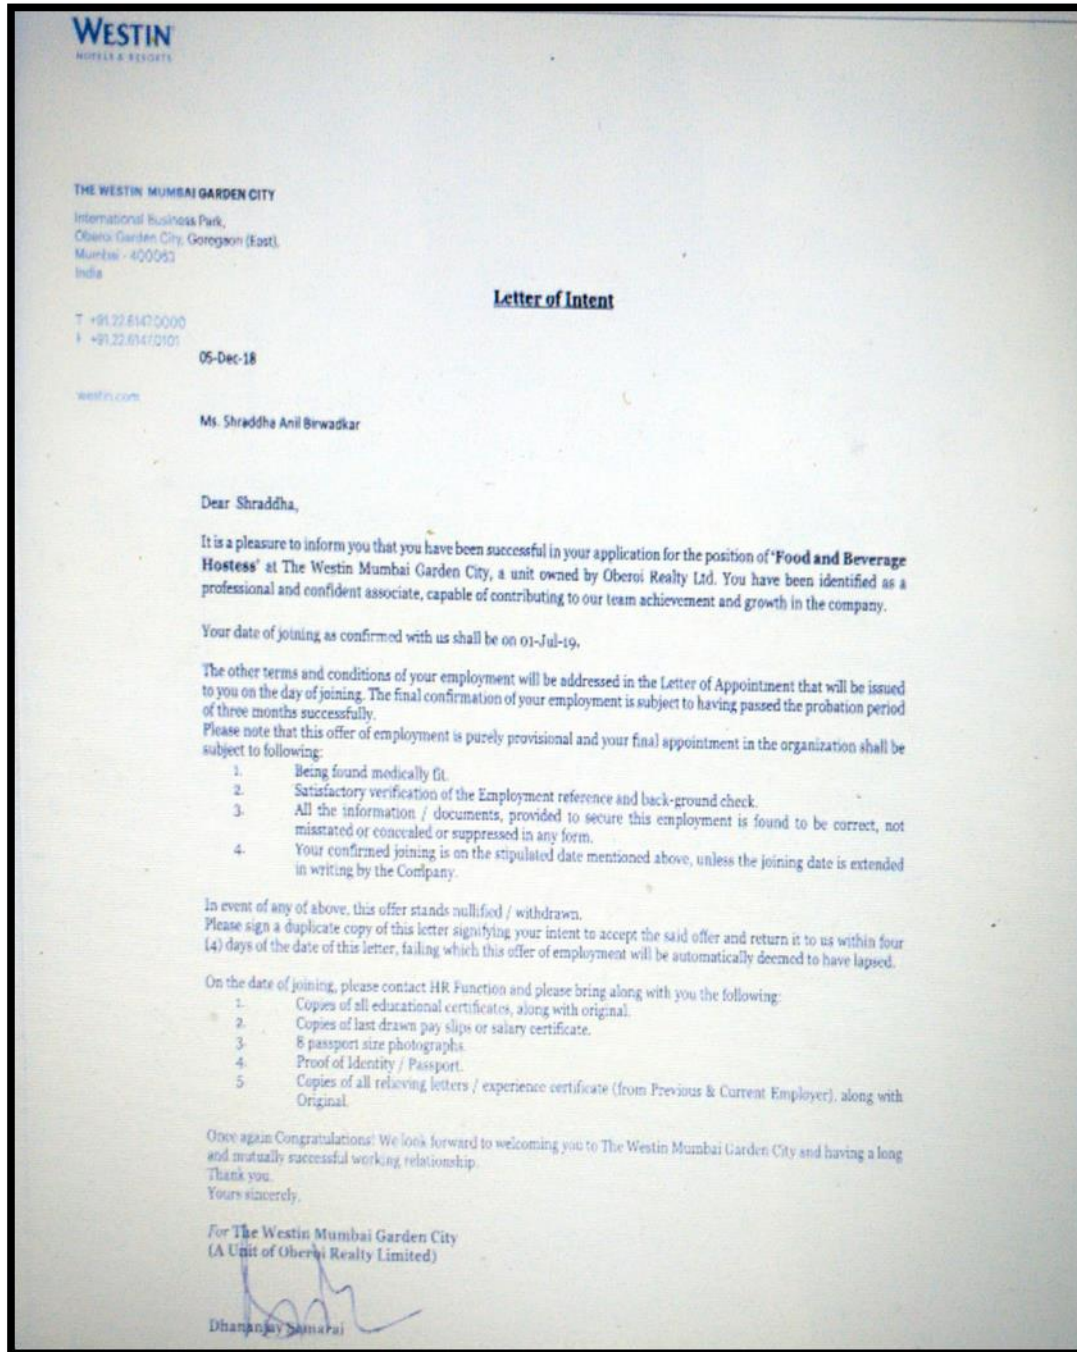 WESTIN
HOTELS & RESORTS
THE WESTIN MUMBAI GARDEN CITY
International Business Park,
Oberoi Garden City, Goregaon (East),
Mumbai - 400063
India
Letter of Intent
T +91.22.6147.0000
F +91.22.6147.0101
05-Dec-18
westin.com
Ms. Shraddha Anil Birwadkar
Dear Shraddha,
It is a pleasure to inform you that you have been successful in your application for the position of 'Food and Beverage
Hostess' at The Westin Mumbai Garden City, a unit owned by Oberoi Realty Ltd. You have been identified as a
professional and confident associate, capable of contributing to our team achievement and growth in the company.
Your date of joining as confirmed with us shall be on 01-Jul-19.
The other terms and conditions of your employment will be addressed in the Letter of Appointment that will be issued
to you on the day of joining. The final confirmation of your employment is subject to having passed the probation period
of three months successfully.
Please note that this offer of employment is purely provisional and your final appointment in the organization shall be
subject to following:
1. Being found medically fit.
2. Satisfactory verification of the Employment reference and back-ground check.
3. All the information / documents, provided to secure this employment is found to be correct, not
misstated or concealed or suppressed in any form.
4. Your confirmed joining is on the stipulated date mentioned above, unless the joining date is extended
in writing by the Company.
In event of any of above, this offer stands nullified / withdrawn.
Please sign a duplicate copy of this letter signifying your intent to accept the said offer and return it to us within four
(4) days of the date of this letter, failing which this offer of employment will be automatically deemed to have lapsed.
On the date of joining, please contact HR Function and please bring along with you the following:
1. Copies of all educational certificates, along with original.
2. Copies of last drawn pay slips or salary certificate.
3. 8 passport size photographs.
4. Proof of Identity / Passport.
5 Copies of all relieving letters / experience certificate (from Previous & Current Employer), along with
Original.
Once again Congratulations! We look forward to welcoming you to The Westin Mumbai Garden City and having a long
and mutually successful working relationship.
Thank you.
Yours sincerely,
For The Westin Mumbai Garden City
(A Unit of Oberoi Realty Limited)
Dhananjay